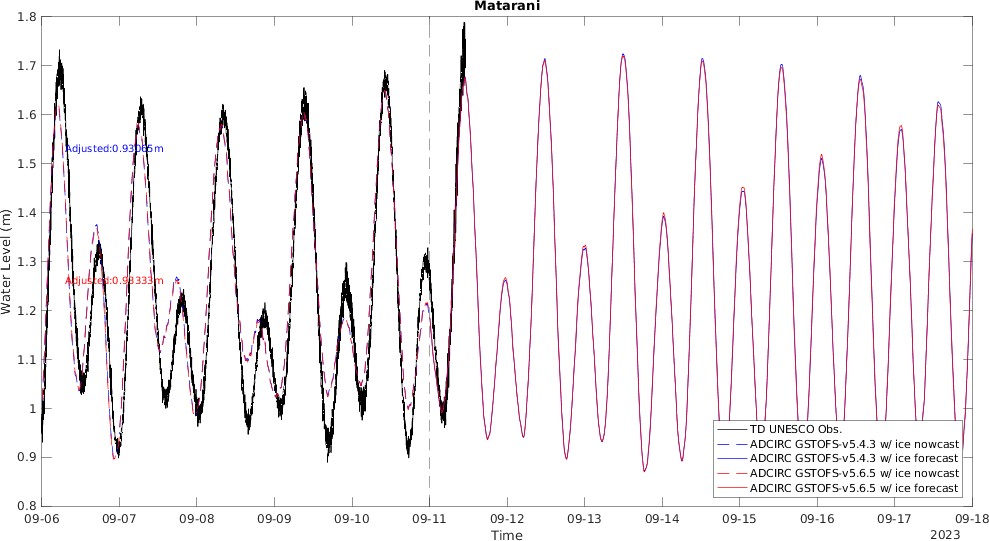 Matarani
Water Level (m)
1.8
1.7
1.6
1.5
1.4
1.3
1.2
1.1
1
0.9
0.8
Adjusted:0.93065m
Adjusted:0.93333m
TD UNESCO Obs.
ADCIRC GSTOFS-v5.4.3 w/ ice nowcast
ADCIRC GSTOFS-v5.4.3 w/ ice forecast
ADCIRC GSTOFS-v5.6.5 w/ ice nowcast
ADCIRC GSTOFS-v5.6.5 w/ ice forecast
09-06 09-07 09-08 09-09 09-10 09-11 09-12 09-13 09-14 09-15 09-16 09-17 09-18
Time
2023